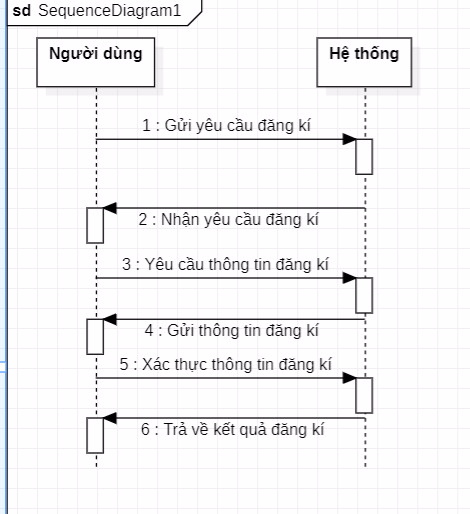 sd SequenceDiagram1
Người dùng
Hệ thống
1 : Gửi yêu cầu đăng kí
2 : Nhận yêu cầu đăng kí
3 : Yêu cầu thông tin đăng kí
4 : Gửi thông tin đăng kí
5 : Xác thực thông tin đăng kí
6 : Trả về kết quả đăng kí